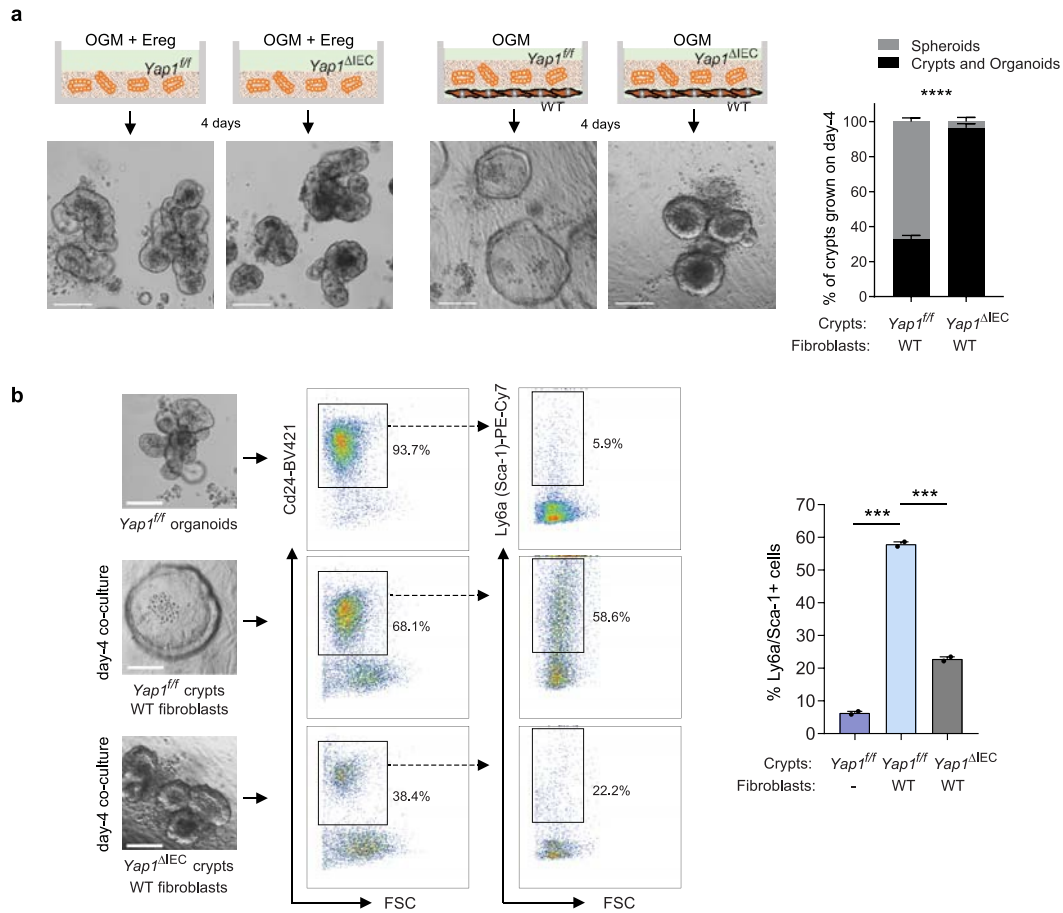 a
OGM + Ereg
OGM + Ereg
OGM
OGM
Yap1f/f
Yap1ΔIEC
Yap1f/f
Yap1ΔIEC
WT
WT
4 days
4 days
Spheroids
Crypts and Organoids
****
% of crypts grown on day-4
100
80
60
40
20
0
Crypts: Yap1f/f Yap1ΔIEC
Fibroblasts: WT WT
b
Yap1f/f organoids
Cd24-BV421
93.7%
Ly6a (Sca-1)-PE-Cy7
5.9%
day-4 co-culture
Yap1f/f crypts
WT fibroblasts
68.1%
58.6%
day-4 co-culture
Yap1ΔIEC crypts
WT fibroblasts
38.4%
22.2%
FSC
FSC
% Ly6a/Sca-1+ cells
70
60
50
40
30
20
10
0
***
***
Crypts: Yap1f/f Yap1f/f Yap1ΔIEC
Fibroblasts: - WT WT